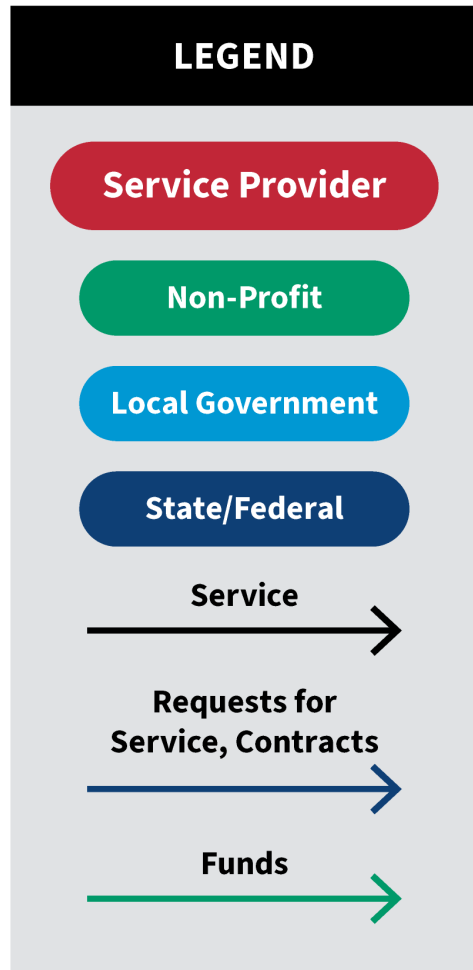 LEGEND
Service Provider
Non-Profit
Local Government
State/Federal
Service
Requests for
Service, Contracts
Funds